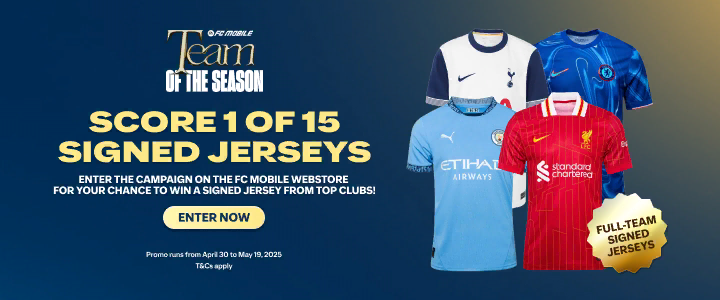 FC MOBILE
Team
OF THE SEASON
SCORE 1 OF 15
SIGNED JERSEYS
ENTER THE CAMPAIGN ON THE FC MOBILE WEBSTORE
FOR YOUR CHANCE TO WIN A SIGNED JERSEY FROM TOP CLUBS!
ENTER NOW
Promo runs from April 30 to May 19, 2025
T&Cs apply
ETIHAD
AIRWAYS
L.F.C.
standard
chartered
FULL-TEAM
SIGNED
JERSEYS